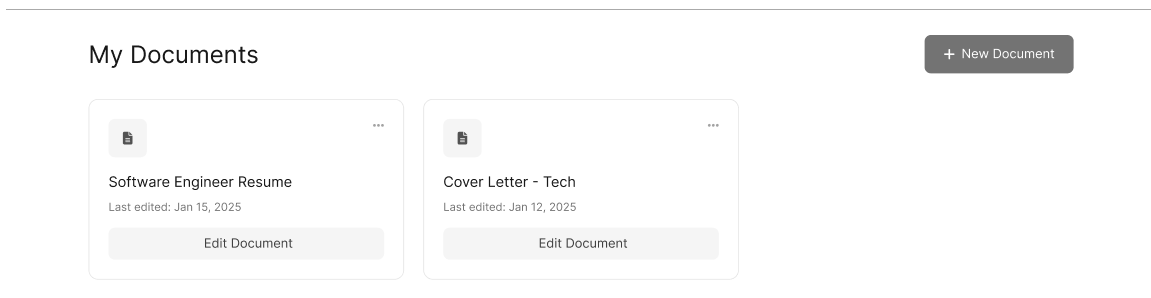 My Documents
+ New Document
Software Engineer Resume
Last edited: Jan 15, 2025
Edit Document
Cover Letter - Tech
Last edited: Jan 12, 2025
Edit Document